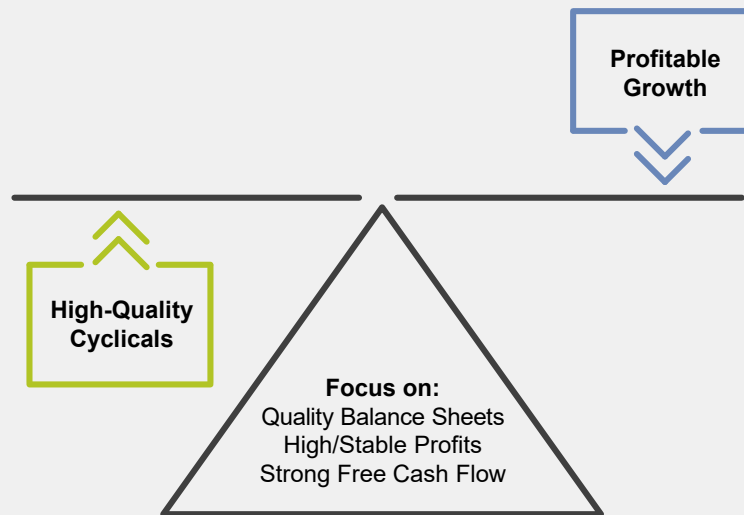 Profitable
Growth
High-Quality
Cyclicals
Focus on:
Quality Balance Sheets
High/Stable Profits
Strong Free Cash Flow